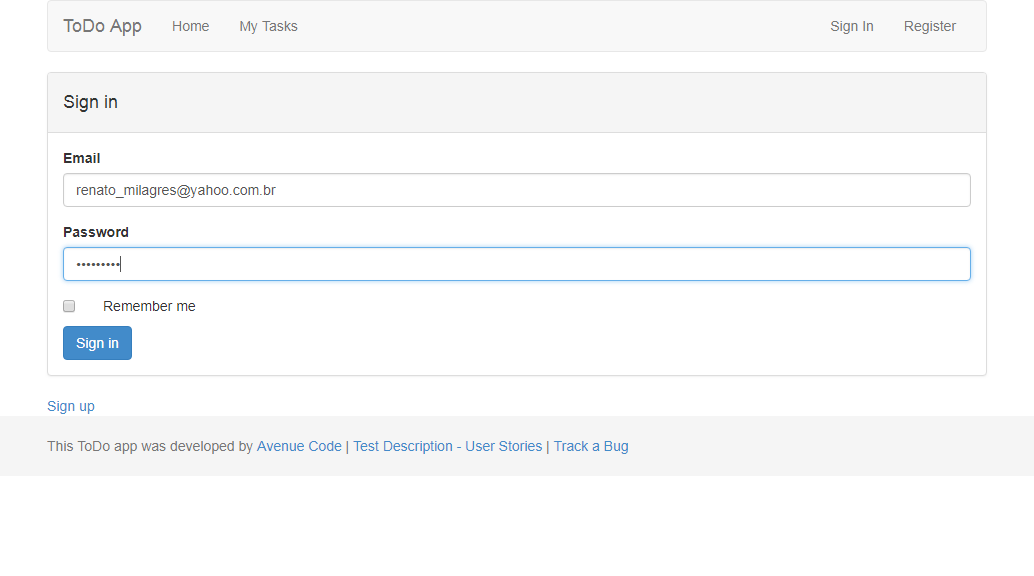 ToDo App Home My Tasks Sign In Register
Sign in
Email
renato_milagres@yahoo.com.br
Password
•••••••••
Remember me
Sign in
Sign up
This ToDo app was developed by Avenue Code | Test Description - User Stories | Track a Bug